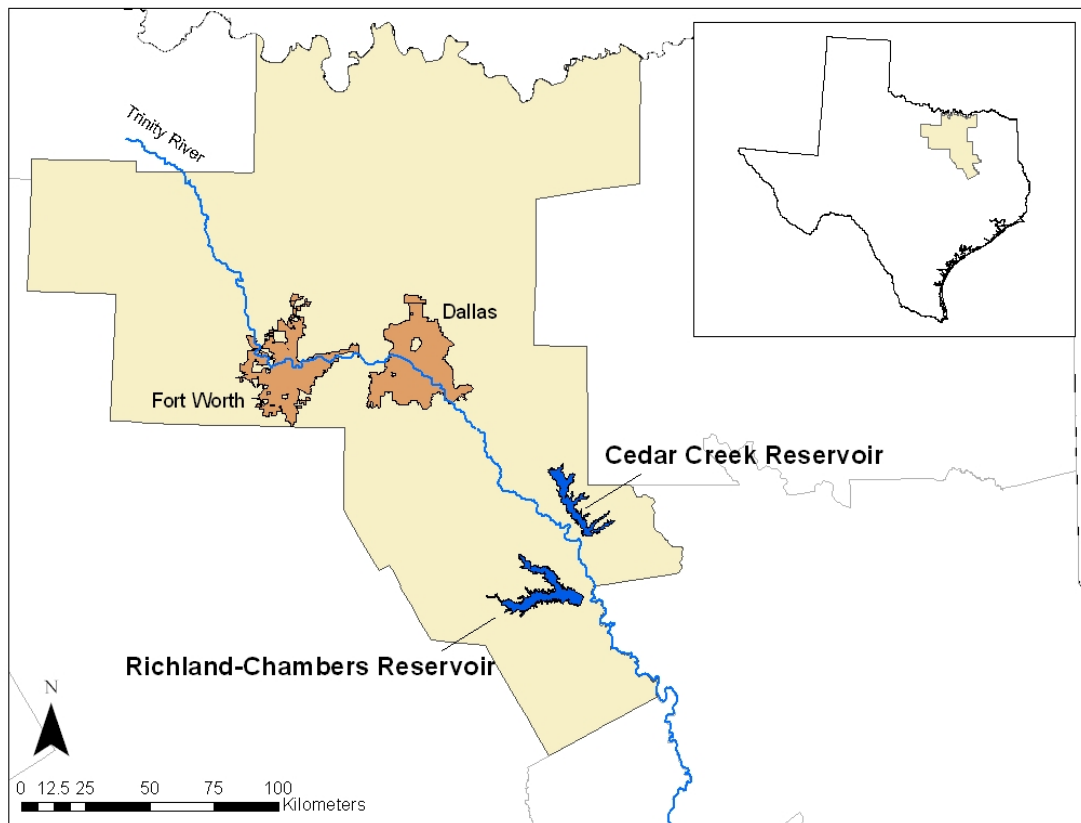 Trinity River
Dallas
Fort Worth
Cedar Creek Reservoir
Richland-Chambers Reservoir
N
0 12.5 25 50 75 100
Kilometers